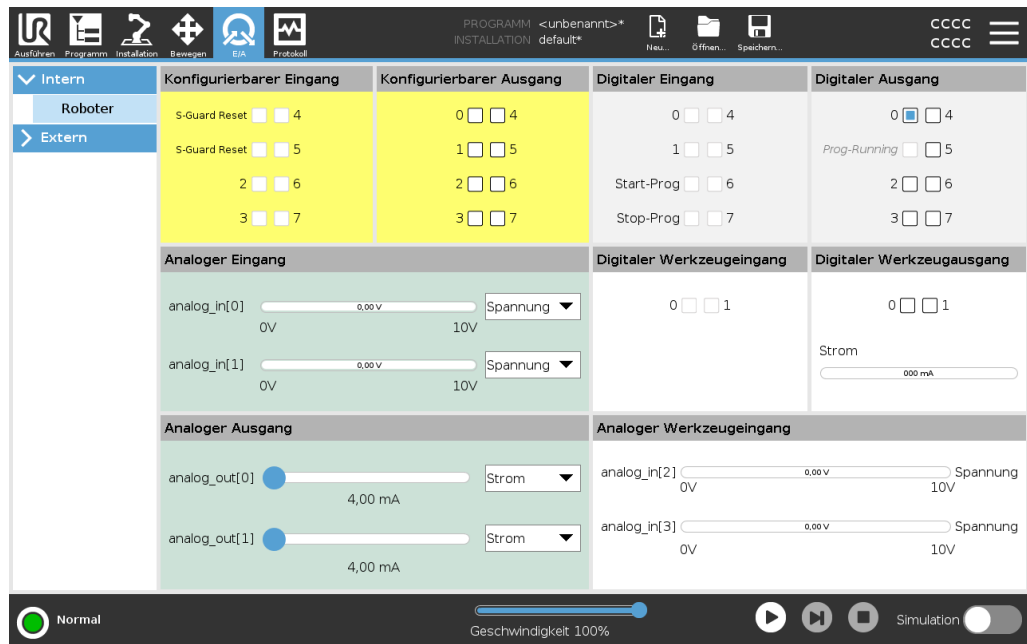 UR
PROGRAMM <unbenannt>*
INSTALLATION default*
CCCC
CCCC
Ausführen Programm Installation Bewegen E/A Protokoll Neu... Öffnen... Speichern...
Intern
Roboter
Extern
Konfigurierbarer Eingang
S-Guard Reset 4
S-Guard Reset 5
2 6
3 7
Konfigurierbarer Ausgang
0 4
1 5
2 6
3 7
Digitaler Eingang
0 4
1 5
Start-Prog 6
Stop-Prog 7
Digitaler Ausgang
0 4
Prog-Running 5
2 6
3 7
Analoger Eingang
analog_in[0] 0,00 V Spannung
0V 10V
analog_in[1] 0,00 V Spannung
0V 10V
Digitaler Werkzeugeingang
0 1
Digitaler Werkzeugausgang
0 1
Strom
000 mA
Analoger Ausgang
analog_out[0] Strom
4,00 mA
analog_out[1] Strom
4,00 mA
Analoger Werkzeugeingang
analog_in[2] 0,00 V Spannung
0V 10V
analog_in[3] 0,00 V Spannung
0V 10V
Normal
Geschwindigkeit 100%
Simulation